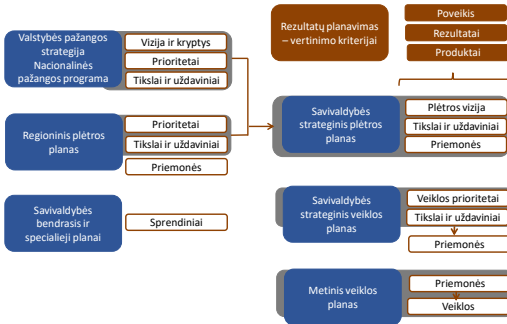 Valstybės pažangos
strategija
Nacionalinės
pažangos programa
Vizija ir kryptys
Prioritetai
Tikslai ir uždaviniai
Regioninis plėtros
planas
Prioritetai
Tikslai ir uždaviniai
Priemonės
Savivaldybės
bendrasis ir
specialieji planai
Sprendiniai
Rezultatų planavimas
– vertinimo kriterijai
Poveikis
Rezultatai
Produktai
Savivaldybės
strateginis plėtros
planas
Plėtros vizija
Tikslai ir uždaviniai
Priemonės
Savivaldybės
strateginis veiklos
planas
Veiklos prioritetai
Tikslai ir uždaviniai
Priemonės
Metinis veiklos
planas
Priemonės
Veiklos